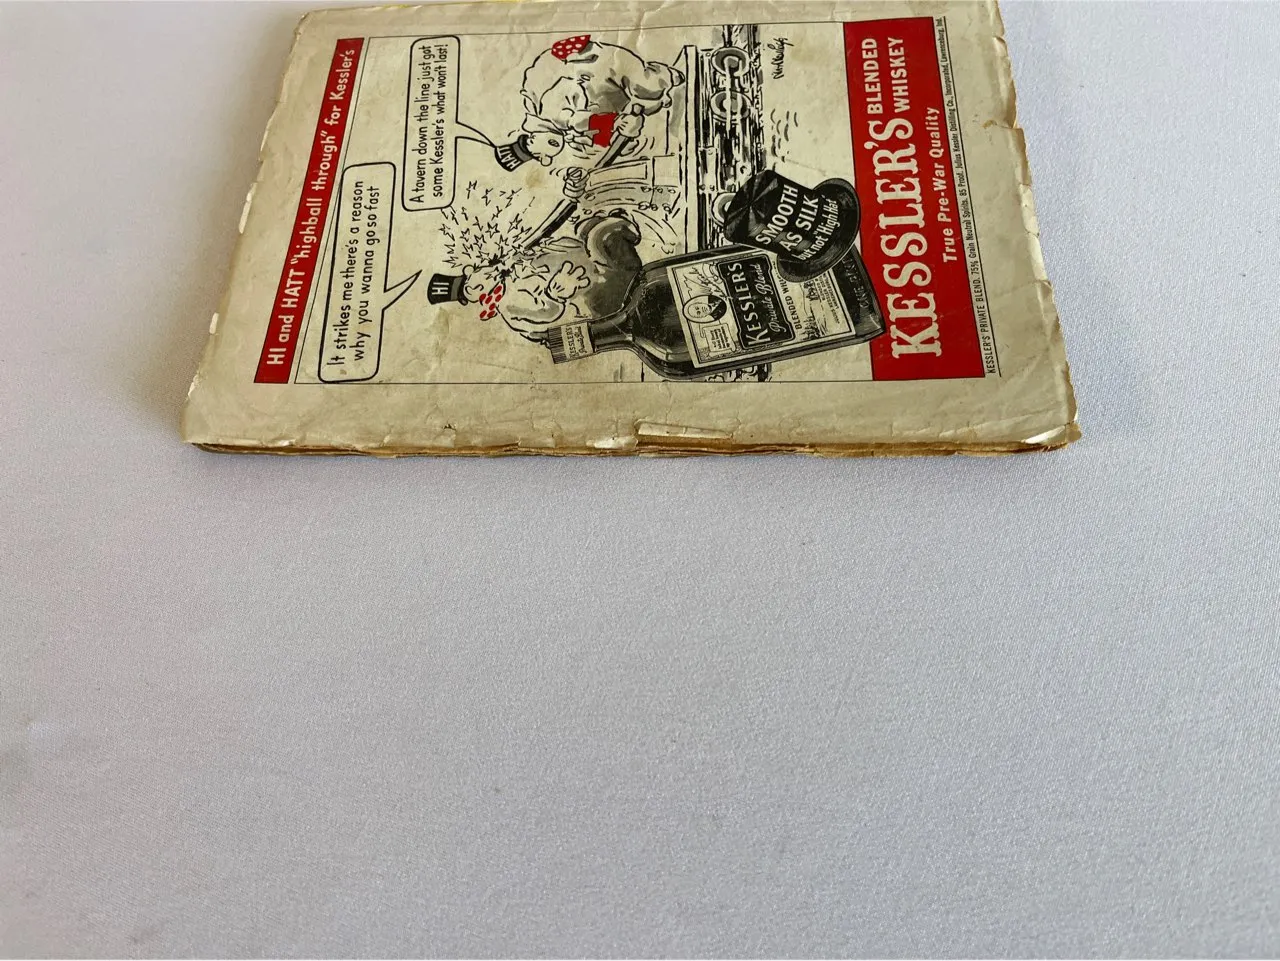 HI and HATT "highball through" for Kessler's
It strikes me there's a reason
why you wanna go so fast
A tavern down the line just got
some Kessler's what won't last!
HI
HATT
SMOOTH
AS SILK
but not "High Hat"
KESSLER'S
Private Blend
BLENDED WHISKEY
KESSLER'S BLENDED
WHISKEY
True Pre-War Quality
KESSLER'S PRIVATE BLEND. 75% Grain Neutral Spirits. 85 Proof. Julius Kessler Distilling Co., Incorporated, Lawrenceburg, Ind.